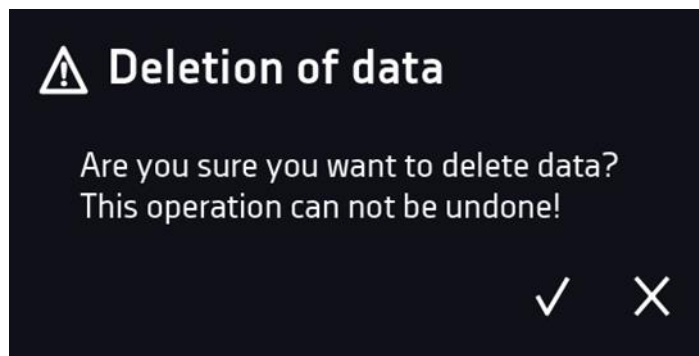 Deletion of data
Are you sure you want to delete data?
This operation can not be undone!